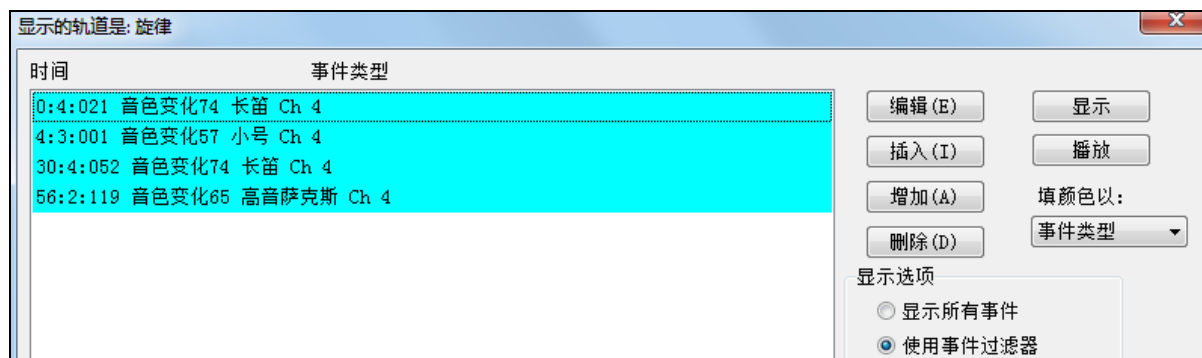 显示的轨道是: 旋律
时间 事件类型
0:4:021 音色变化74 长笛 Ch 4
4:3:001 音色变化57 小号 Ch 4
30:4:052 音色变化74 长笛 Ch 4
56:2:119 音色变化65 高音萨克斯 Ch 4
编辑(E) 显示
插入(I) 播放
增加(A) 填颜色以:
删除(D) 事件类型
显示选项
显示所有事件
使用事件过滤器